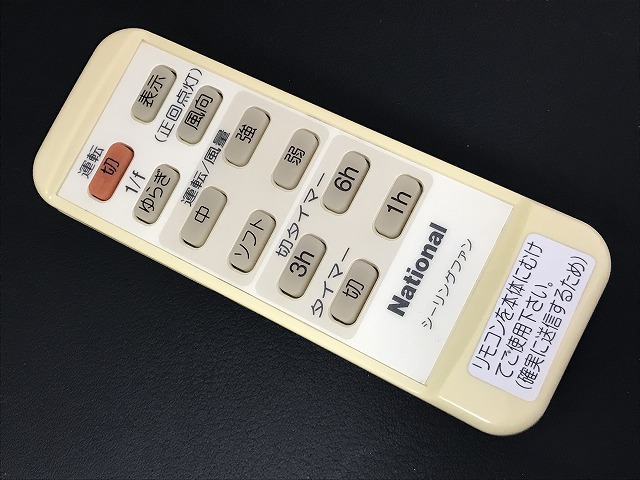 表示
運転
切
(正回点灯)
風向
1/f
ゆらぎ
運転/風量
強
弱
中
ソフト
切タイマー
6h
1h
3h
タイマー
切
National
シーリングファン
リモコンを本体にむけ
てご使用下さい。
(確実に送信するため)